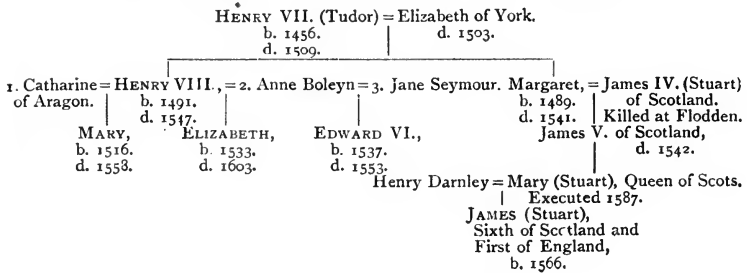 HENRY VII. (Tudor) = Elizabeth of York.
b. 1456. d. 1503.
d. 1509.
1. Catharine = HENRY VIII., = 2. Anne Boleyn = 3. Jane Seymour. Margaret, = James IV. (Stuart)
of Aragon. b. 1491. b. 1489. of Scotland.
d. 1547. d. 1541. Killed at Flodden.
MARY, ELIZABETH, EDWARD VI., James V. of Scotland,
b. 1516. b. 1533. b. 1537. d. 1542.
d. 1558. d. 1603. d. 1553.
Henry Darnley = Mary (Stuart), Queen of Scots.
Executed 1587.
JAMES (Stuart),
Sixth of Scotland and
First of England,
b. 1566.